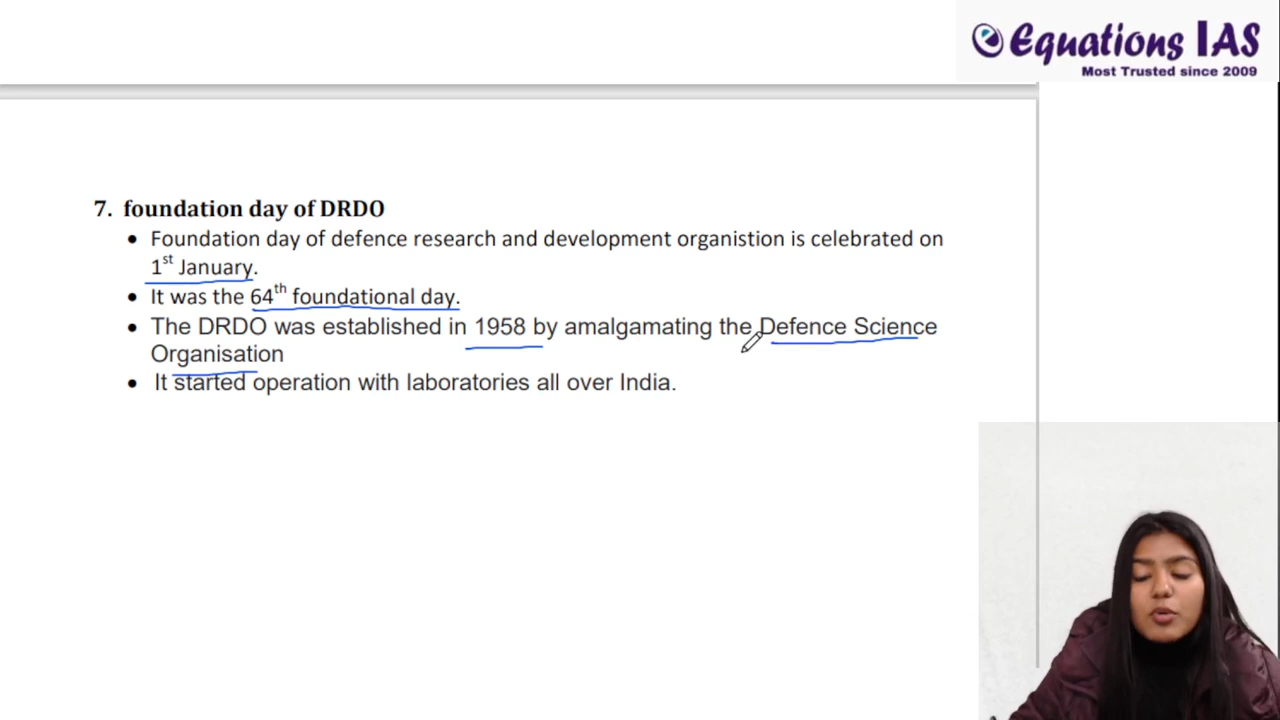 Equations IAS
Most Trusted since 2009
7. foundation day of DRDO
• Foundation day of defence research and development organistion is celebrated on
1st January.
• It was the 64th foundational day.
• The DRDO was established in 1958 by amalgamating the Defence Science
Organisation
• It started operation with laboratories all over India.